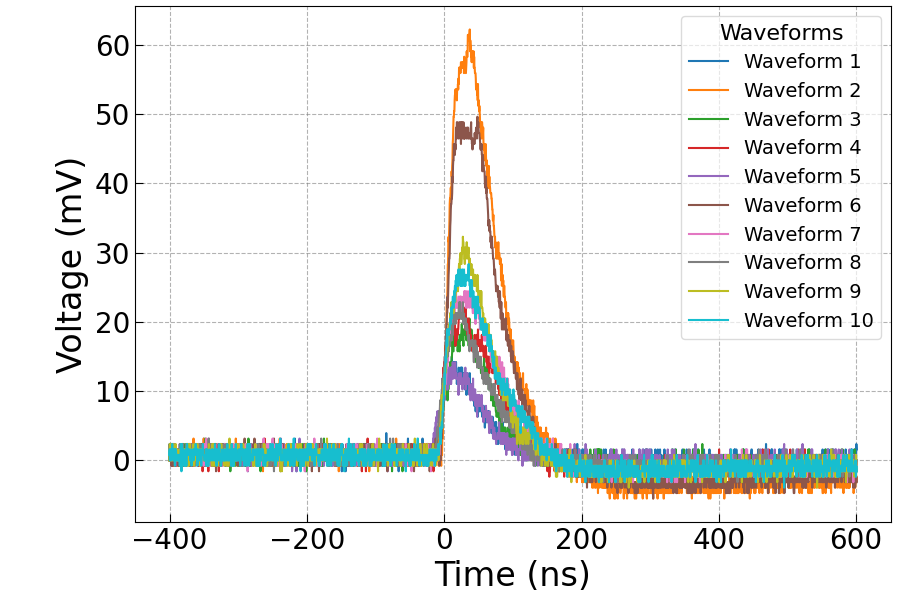 Waveforms
Waveform 1
Waveform 2
Waveform 3
Waveform 4
Waveform 5
Waveform 6
Waveform 7
Waveform 8
Waveform 9
Waveform 10
Voltage (mV)
60
50
40
30
20
10
0
−400 −200 0 200 400 600
Time (ns)